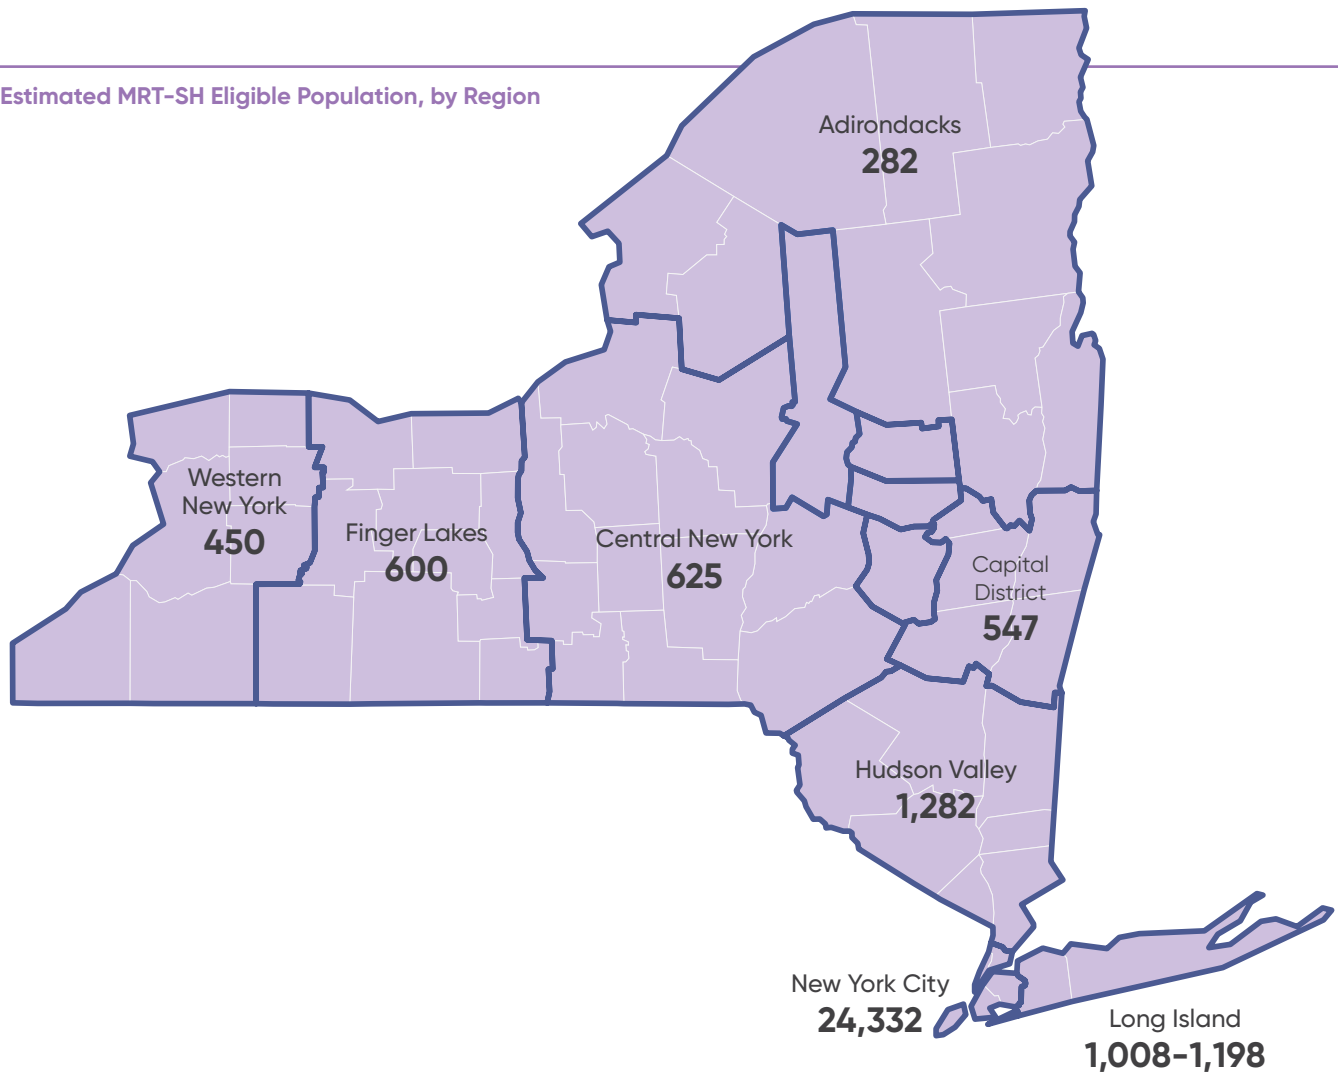 Estimated MRT-SH Eligible Population, by Region
Adirondacks
282
Western
New York
450
Finger Lakes
600
Central New York
625
Capital
District
547
Hudson Valley
1,282
New York City
24,332
Long Island
1,008-1,198